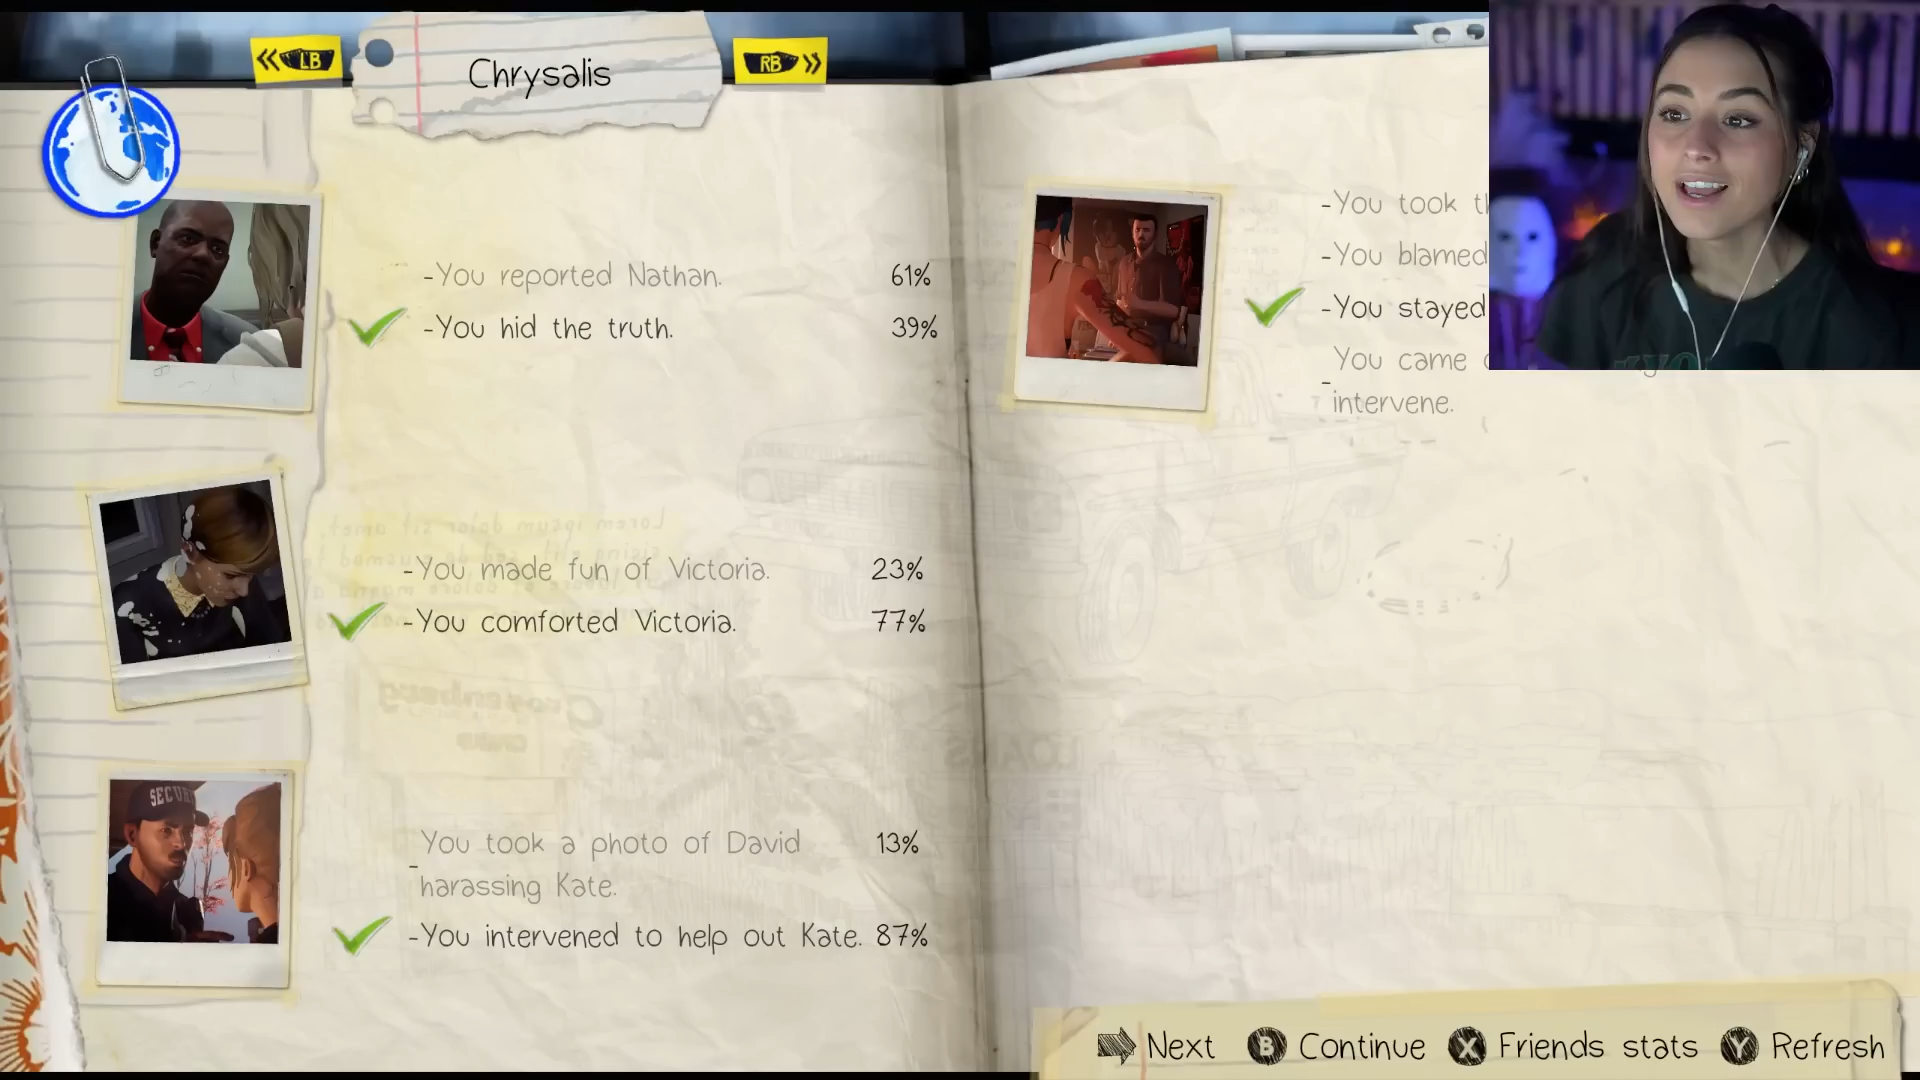 LB
Chrysalis
RB
-You reported Nathan. 61%
-You hid the truth. 39%
-You made fun of Victoria. 23%
-You comforted Victoria. 77%
-You took a photo of David harassing Kate. 13%
-You intervened to help out Kate. 87%
-You took
-You blamed
-You stayed
-You came
intervene.
Next B Continue X Friends stats Y Refresh